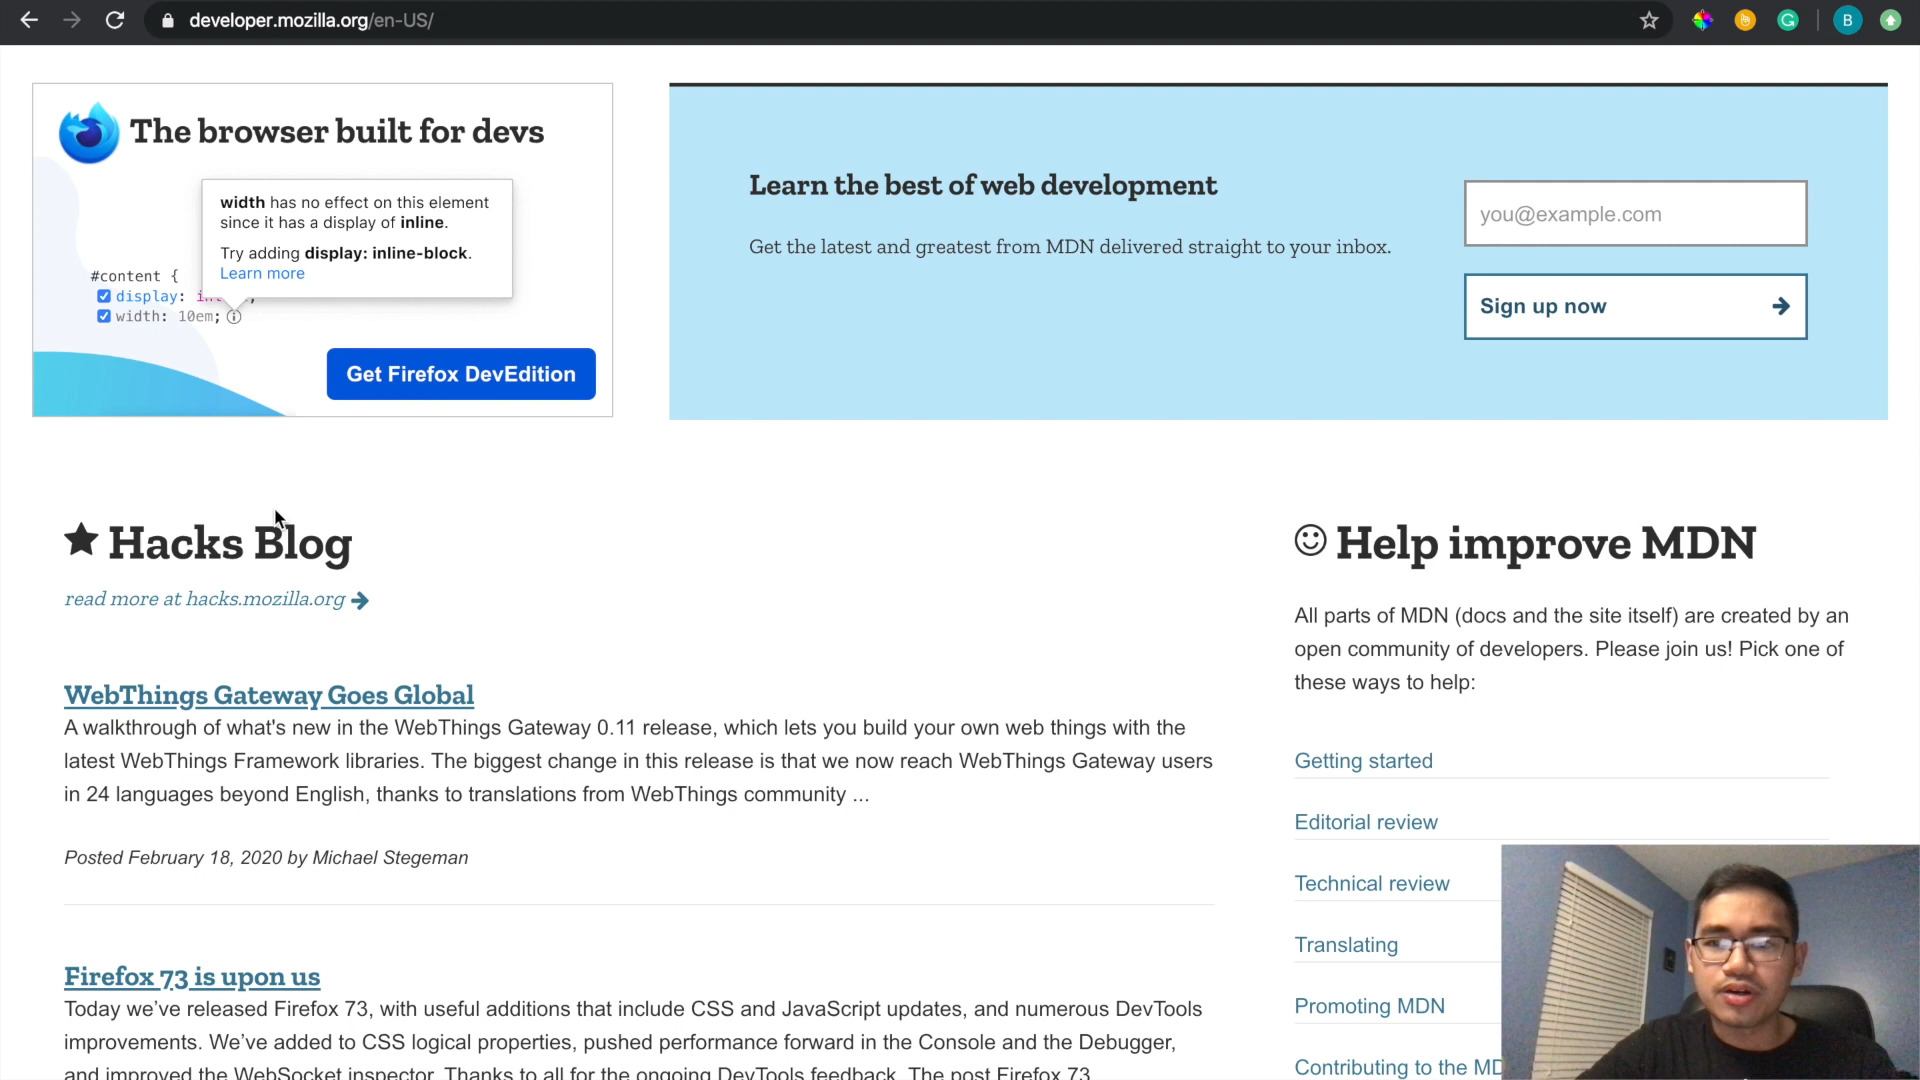 developer.mozilla.org/en-US/
B
The browser built for devs
width has no effect on this element
since it has a display of inline.
Try adding display: inline-block.
Learn more
#content {
display:
width: 10em;
Get Firefox DevEdition
Learn the best of web development
Get the latest and greatest from MDN delivered straight to your inbox.
you@example.com
Sign up now
Hacks Blog
read more at hacks.mozilla.org
WebThings Gateway Goes Global
A walkthrough of what's new in the WebThings Gateway 0.11 release, which lets you build your own web things with the
latest WebThings Framework libraries. The biggest change in this release is that we now reach WebThings Gateway users
in 24 languages beyond English, thanks to translations from WebThings community ...
Posted February 18, 2020 by Michael Stegeman
Firefox 73 is upon us
Today we've released Firefox 73, with useful additions that include CSS and JavaScript updates, and numerous DevTools
improvements. We've added to CSS logical properties, pushed performance forward in the Console and the Debugger,
and improved the WebSocket inspector. Thanks to all for the ongoing DevTools feedback. The post Firefox 73
Help improve MDN
All parts of MDN (docs and the site itself) are created by an
open community of developers. Please join us! Pick one of
these ways to help:
Getting started
Editorial review
Technical review
Translating
Promoting MDN
Contributing to the MD